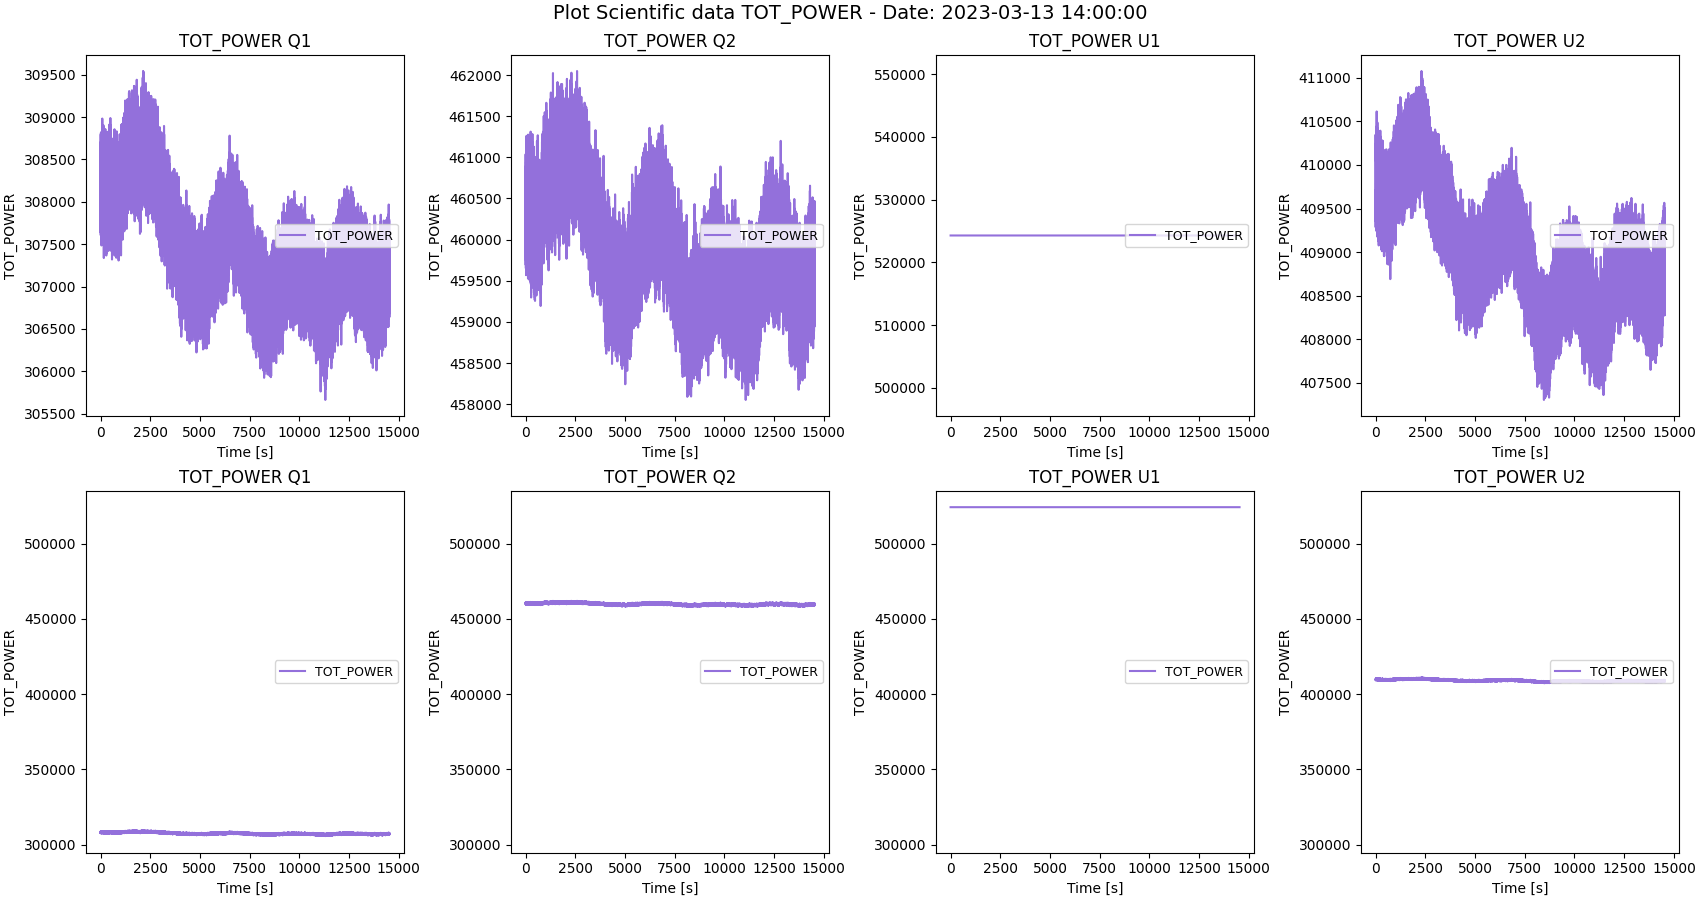 Plot Scientific data TOT_POWER - Date: 2023-03-13 14:00:00
TOT_POWER Q1
TOT_POWER
309500
309000
308500
308000
307500
307000
306500
306000
305500
TOT_POWER
0 2500 5000 7500 10000 12500 15000
Time [s]
TOT_POWER Q2
TOT_POWER
462000
461500
461000
460500
460000
459500
459000
458500
458000
TOT_POWER
0 2500 5000 7500 10000 12500 15000
Time [s]
TOT_POWER U1
TOT_POWER
550000
540000
530000
520000
510000
500000
TOT_POWER
0 2500 5000 7500 10000 12500 15000
Time [s]
TOT_POWER U2
TOT_POWER
411000
410500
410000
409500
409000
408500
408000
407500
TOT_POWER
0 2500 5000 7500 10000 12500 15000
Time [s]
TOT_POWER Q1
TOT_POWER
500000
450000
400000
350000
300000
TOT_POWER
0 2500 5000 7500 10000 12500 15000
Time [s]
TOT_POWER Q2
TOT_POWER
500000
450000
400000
350000
300000
TOT_POWER
0 2500 5000 7500 10000 12500 15000
Time [s]
TOT_POWER U1
TOT_POWER
500000
450000
400000
350000
300000
TOT_POWER
0 2500 5000 7500 10000 12500 15000
Time [s]
TOT_POWER U2
TOT_POWER
500000
450000
400000
350000
300000
TOT_POWER
0 2500 5000 7500 10000 12500 15000
Time [s]